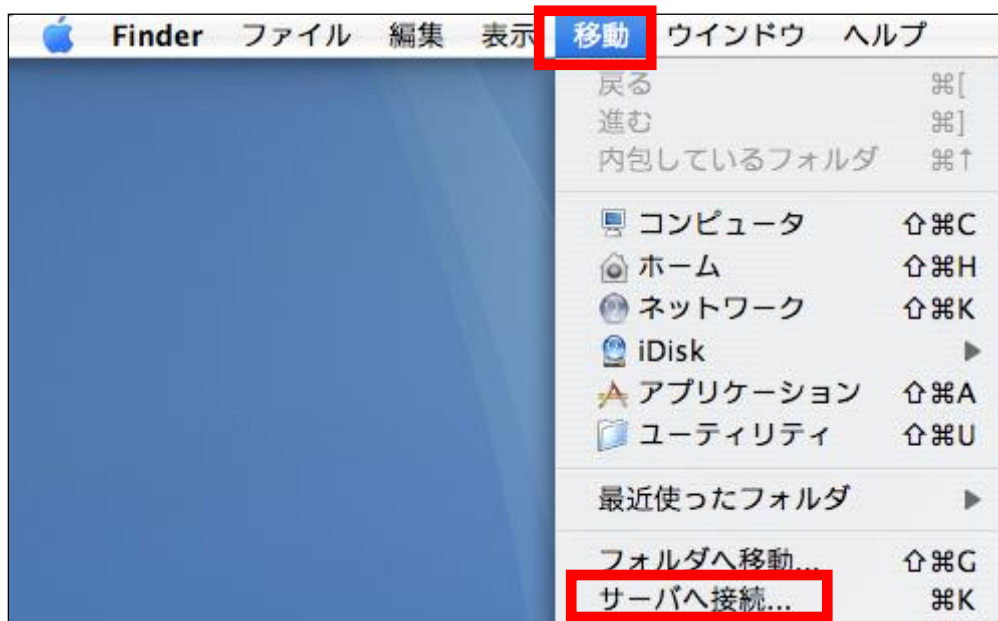 Finder ファイル 編集 表示 移動 ウインドウ ヘルプ
戻る ⌘[
進む ⌘]
内包しているフォルダ ⌘↑
コンピュータ ⇧⌘C
ホーム ⇧⌘H
ネットワーク ⇧⌘K
iDisk ▶
アプリケーション ⇧⌘A
ユーティリティ ⇧⌘U
最近使ったフォルダ ▶
フォルダへ移動... ⇧⌘G
サーバへ接続... ⌘K